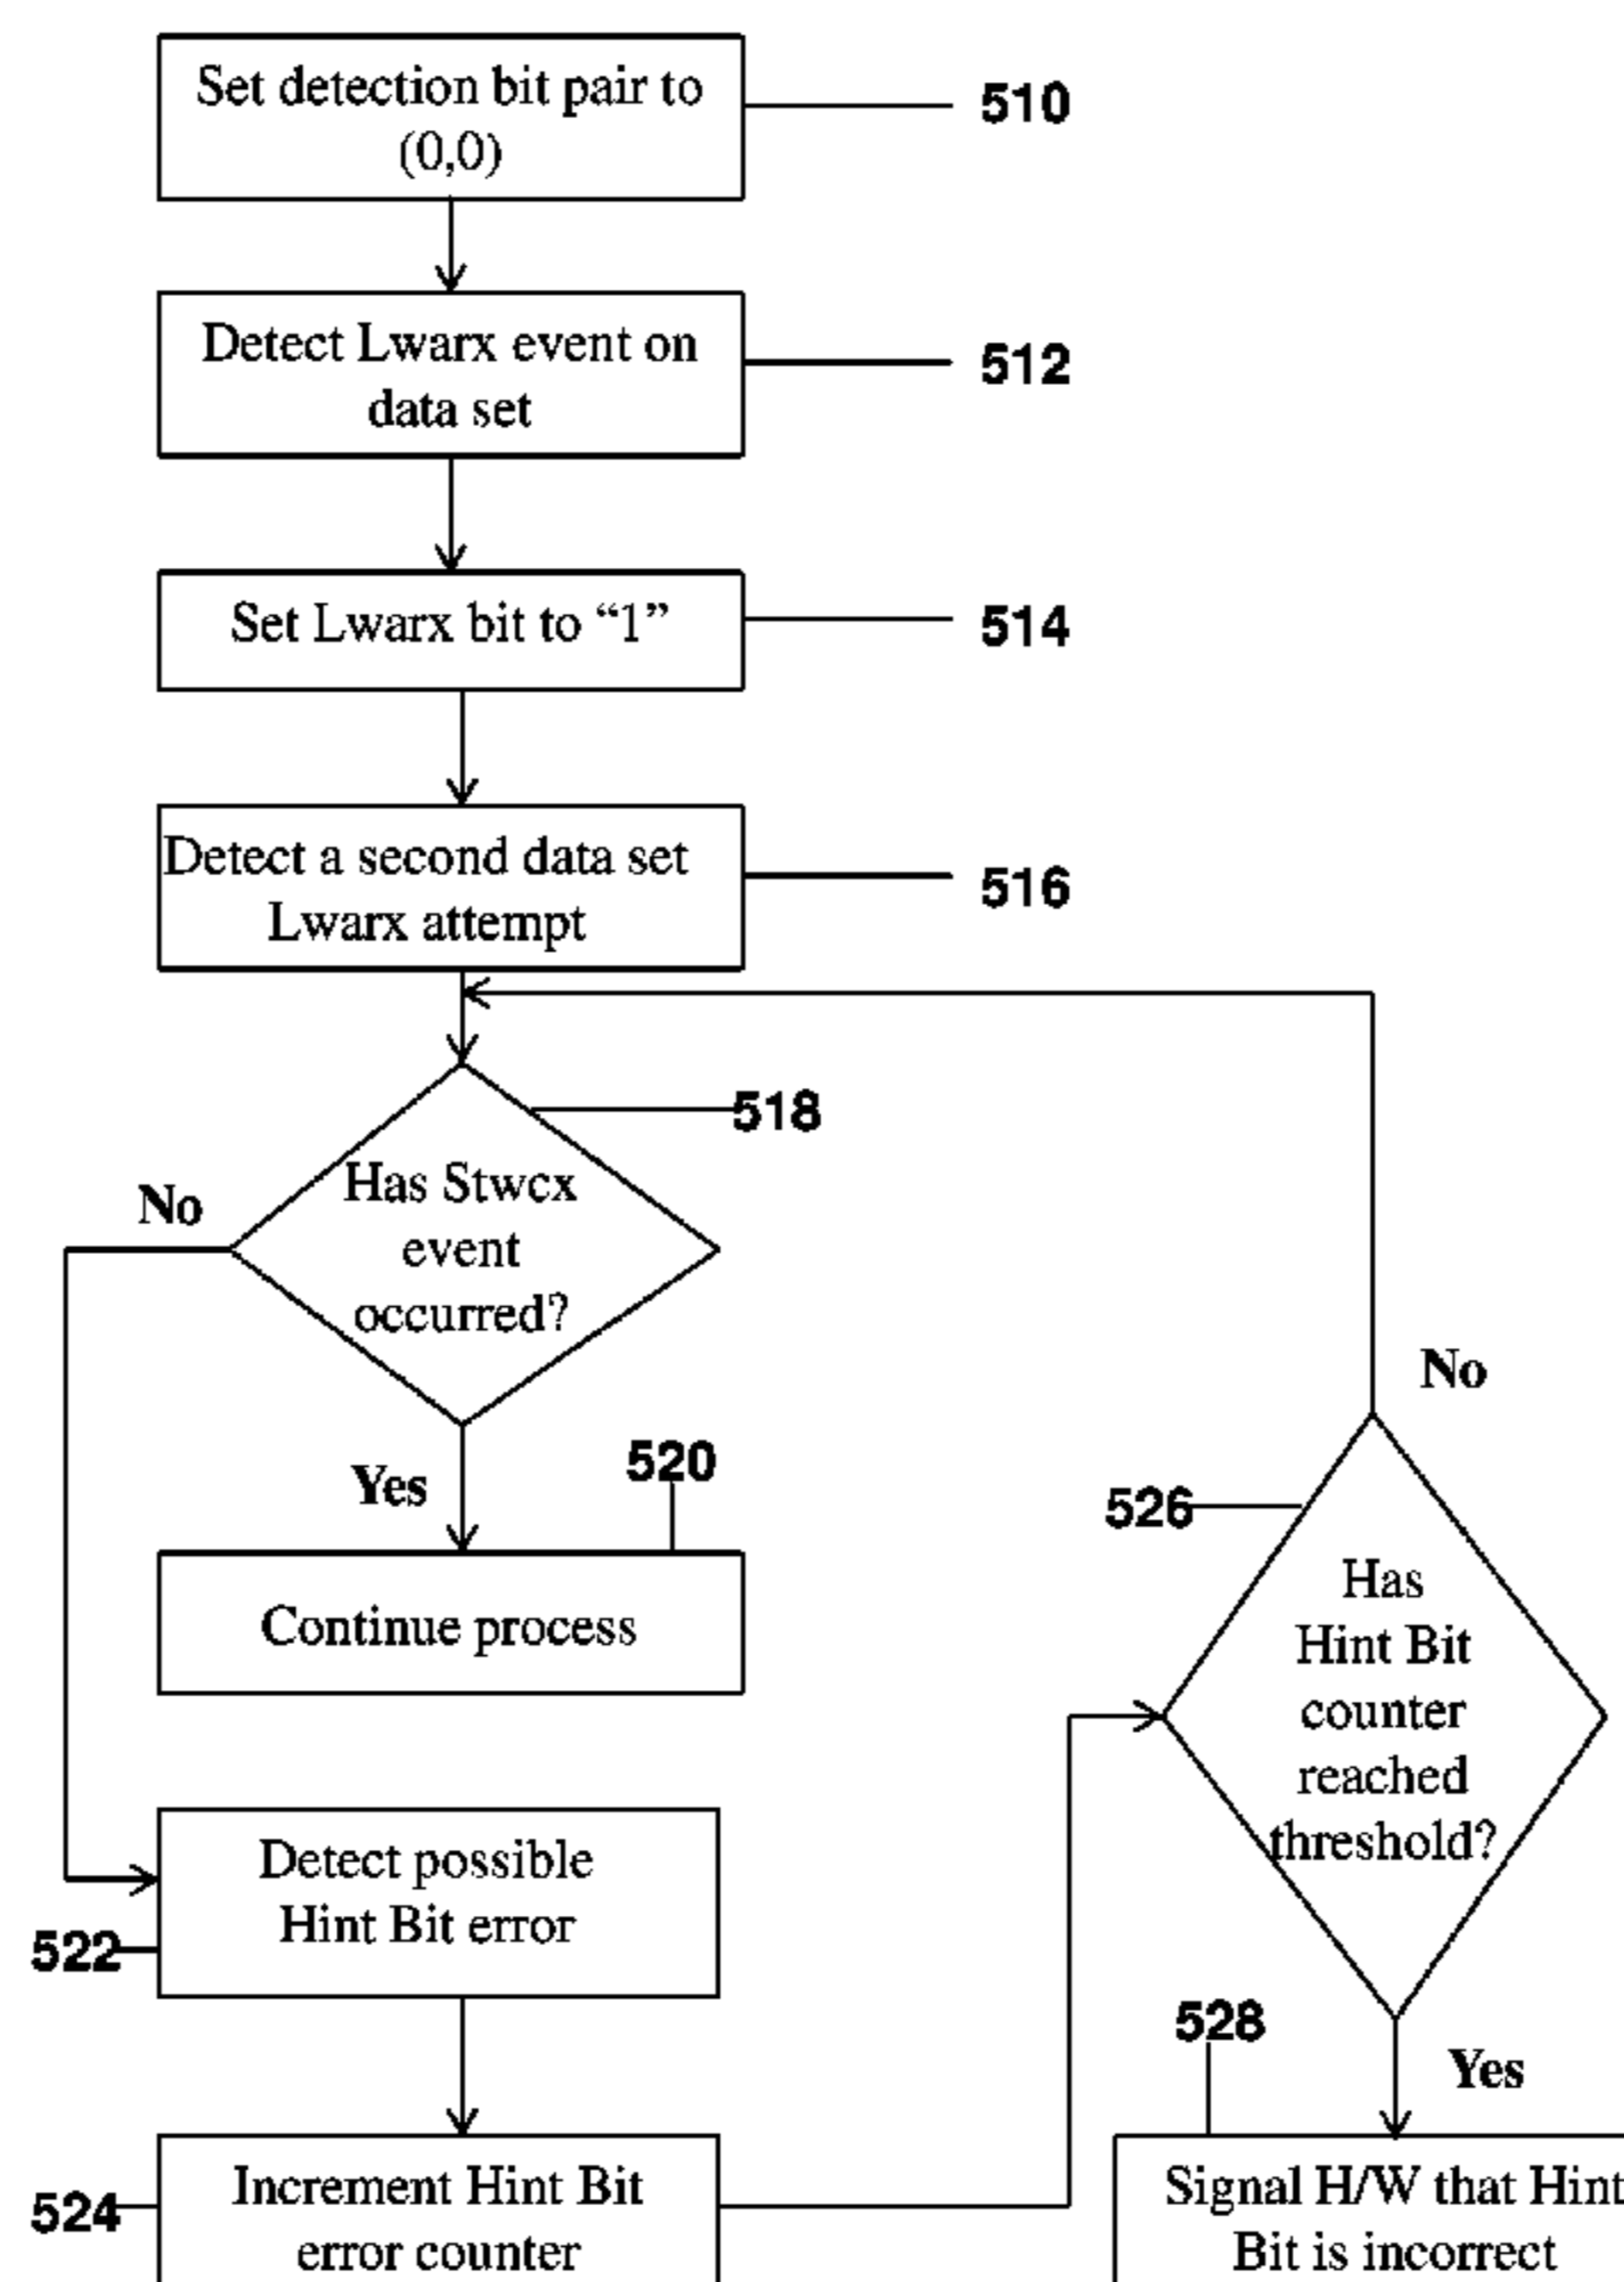 Set detection bit pair to
(0,0)
510
Detect Lwarx event on
data set
512
Set Lwarx bit to “1”
514
Detect a second data set
Lwarx attempt
516
518
Has Stwcx
event
occurred?
No
Yes
520
Continue process
Detect possible
Hint Bit error
522
Increment Hint Bit
error counter
524
No
526
Has
Hint Bit
counter
reached
threshold?
528
Yes
Signal H/W that Hint
Bit is incorrect